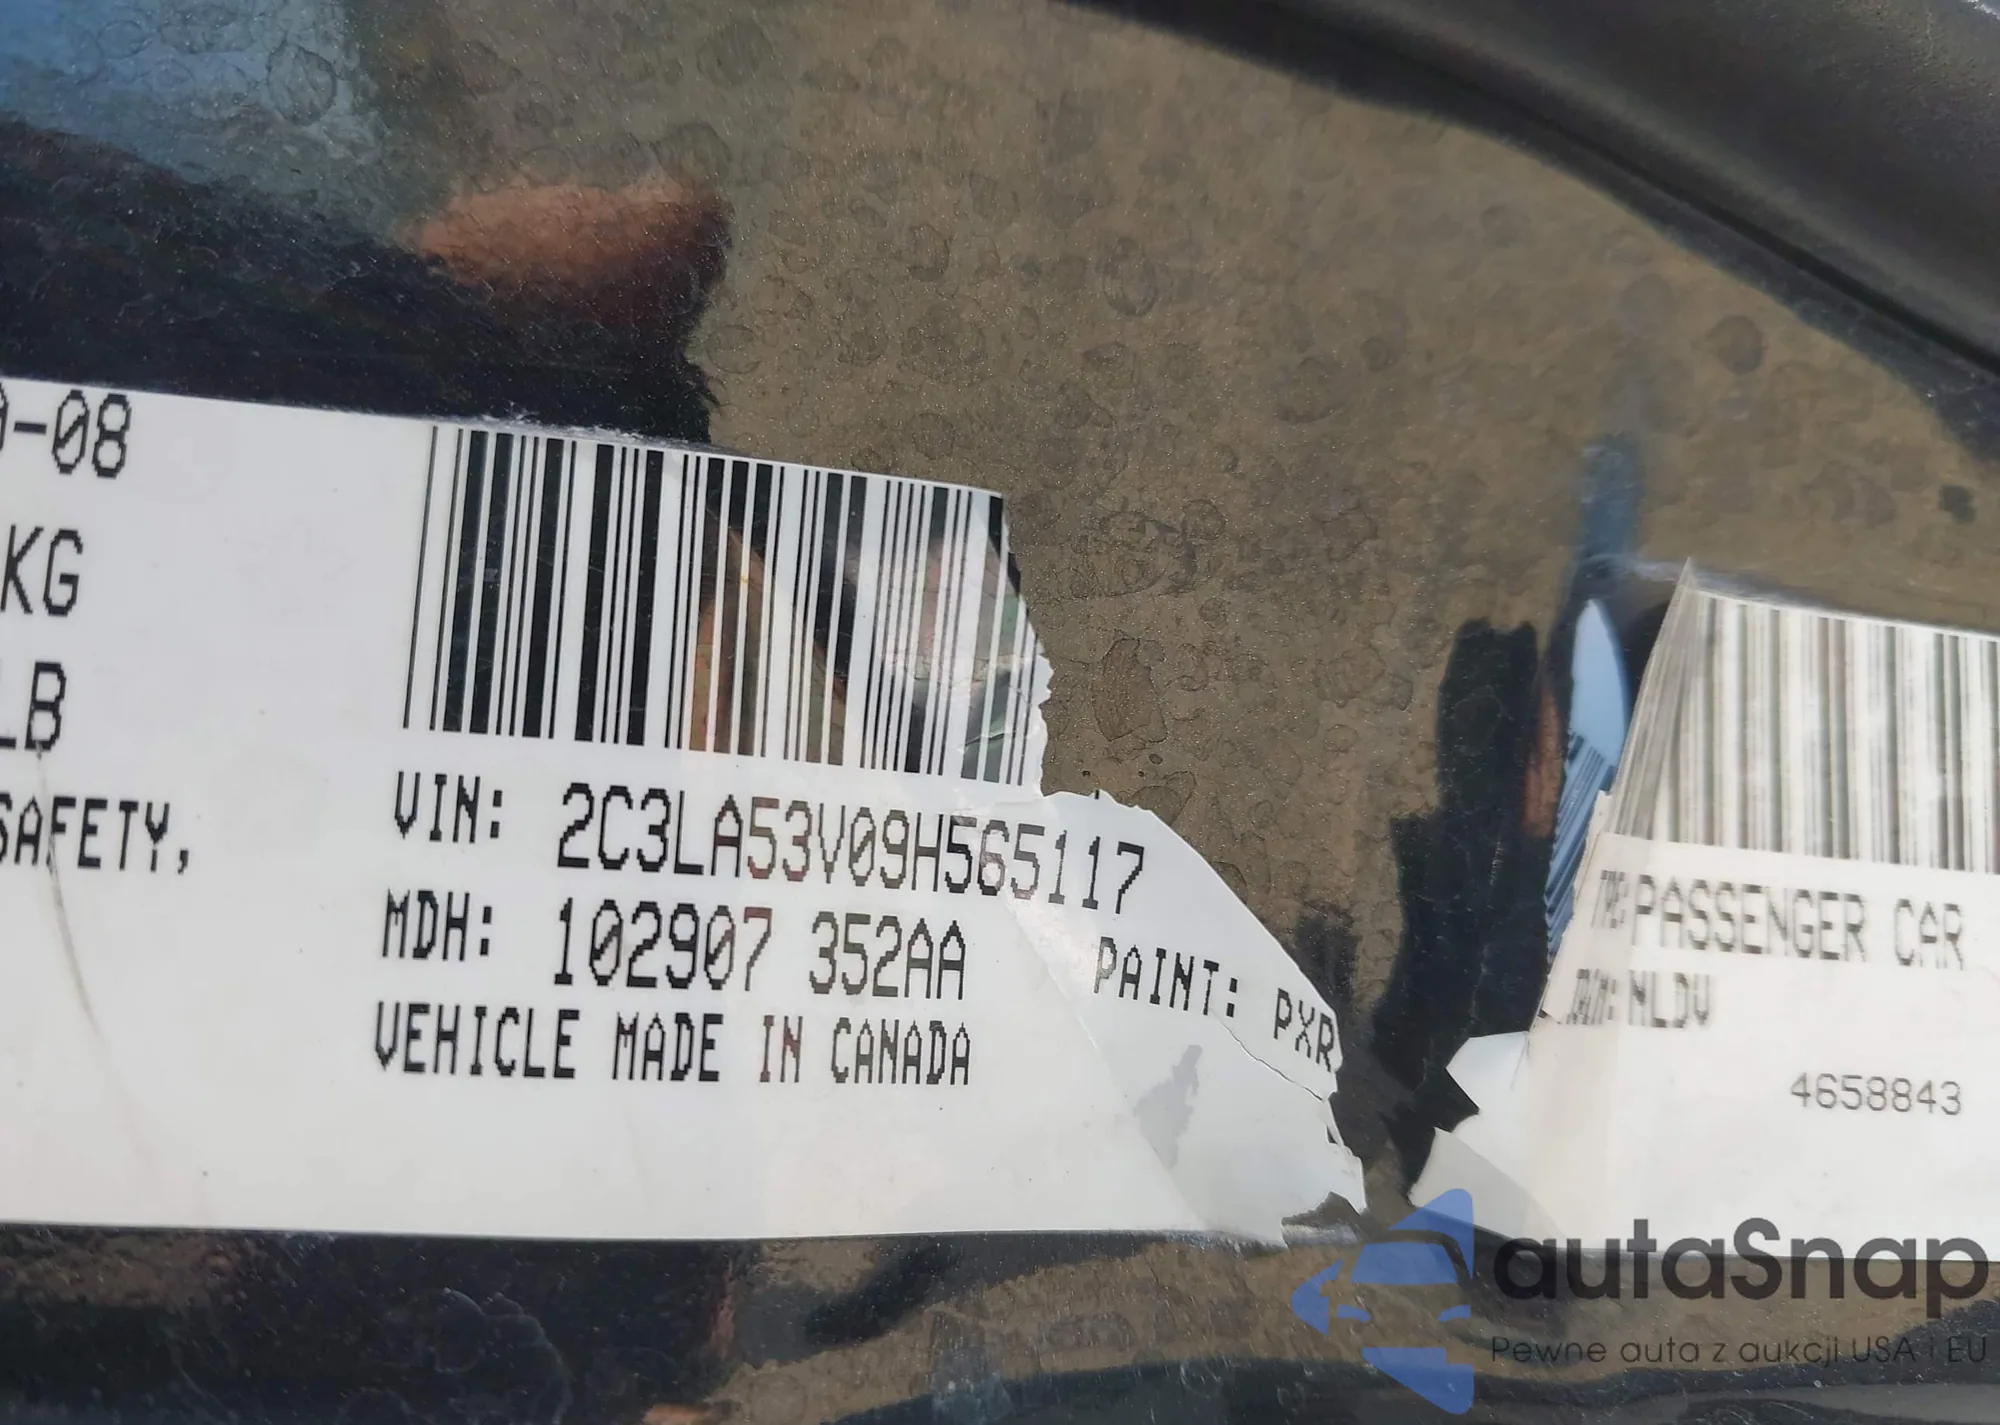 0-08
KG
LB
SAFETY,
VIN: 2C3LA53V09H565117
MDH: 102907 352AA
PAINT: PXR
VEHICLE MADE IN CANADA
PASSENGER CAR
MLDV
4658843
autaSnap
Pewne auta z aukcji USA i EU